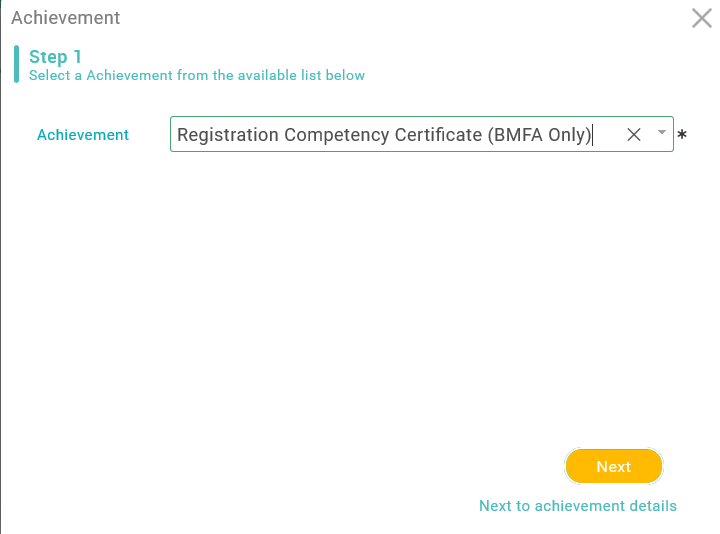 Achievement
Step 1
Select a Achievement from the available list below
Achievement
Registration Competency Certificate (BMFA Only)
*
Next
Next to achievement details